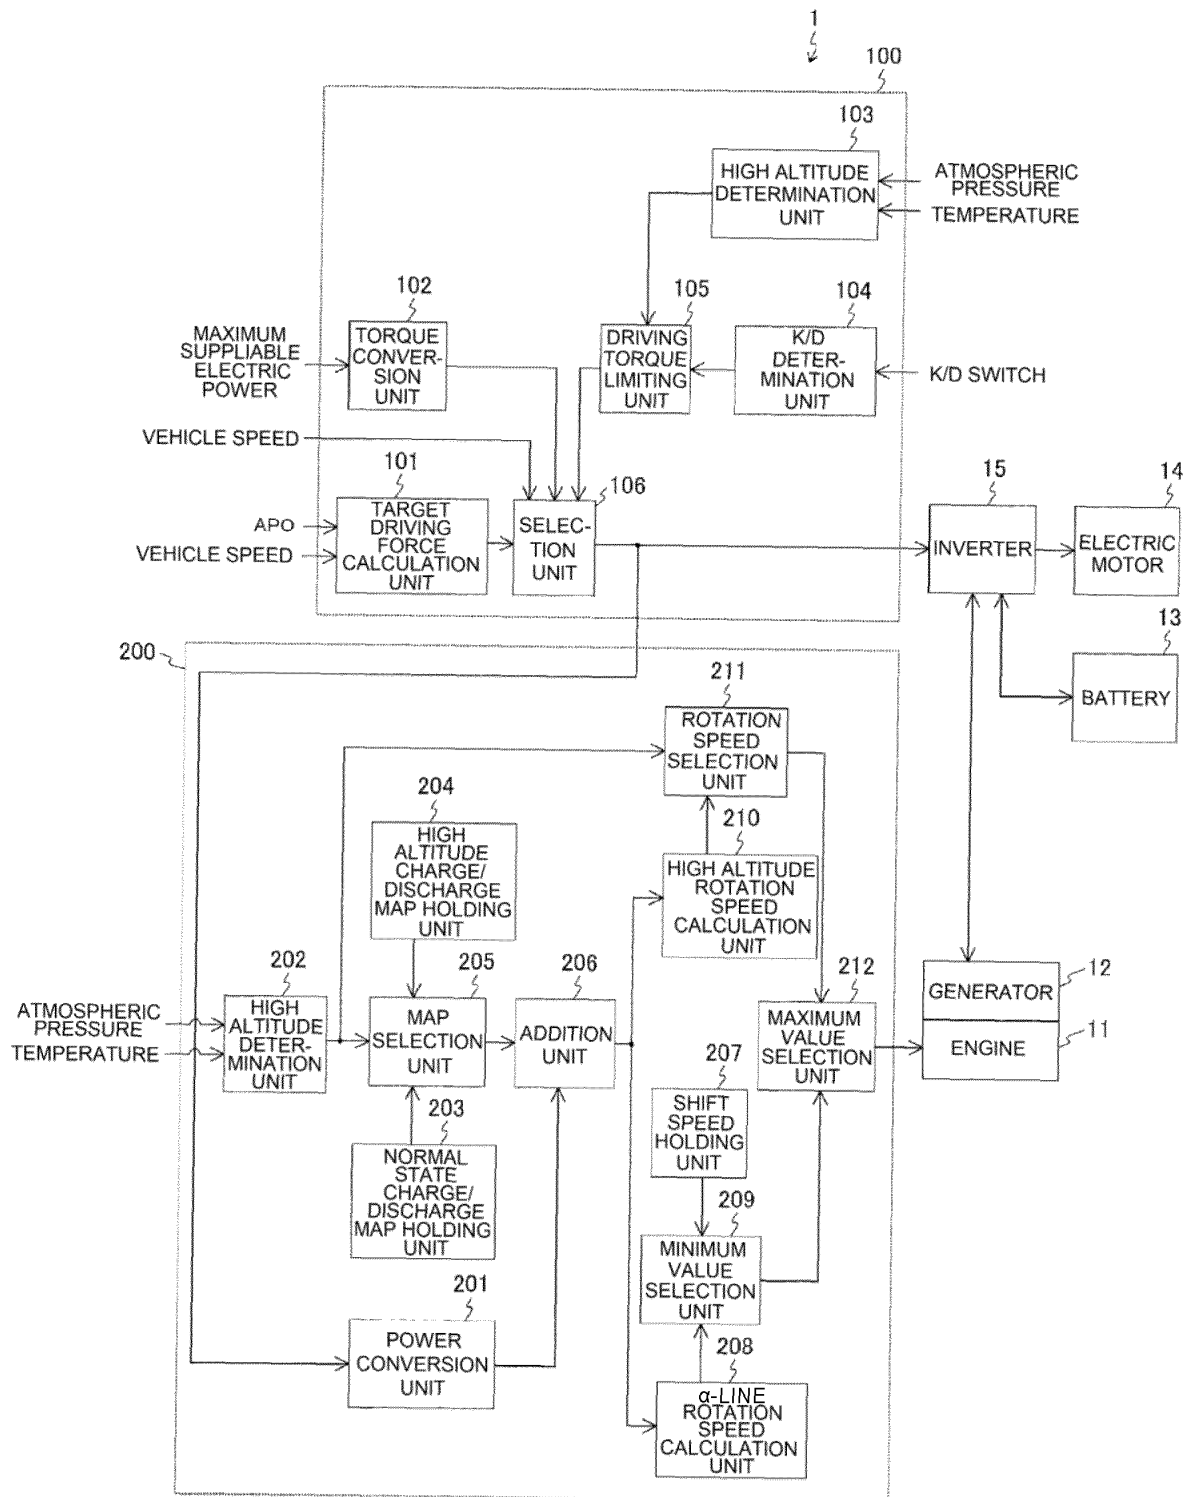 1
100
103
HIGH ALTITUDE
DETERMINATION
UNIT
ATMOSPHERIC
PRESSURE
TEMPERATURE
102
TORQUE
CONVER-
SION
UNIT
MAXIMUM
SUPPLIABLE
ELECTRIC
POWER
105
DRIVING
TORQUE
LIMITING
UNIT
104
K/D
DETER-
MINATION
UNIT
K/D SWITCH
VEHICLE SPEED
101
TARGET
DRIVING
FORCE
CALCULATION
UNIT
APO
VEHICLE SPEED
106
SELEC-
TION
UNIT
15
INVERTER
14
ELECTRIC
MOTOR
13
BATTERY
200
211
ROTATION
SPEED
SELECTION
UNIT
204
HIGH
ALTITUDE
CHARGE/
DISCHARGE
MAP HOLDING
UNIT
210
HIGH ALTITUDE
ROTATION
SPEED
CALCULATION
UNIT
202
HIGH
ALTITUDE
DETER-
MINATION
UNIT
ATMOSPHERIC
PRESSURE
TEMPERATURE
205
MAP
SELECTION
UNIT
206
ADDITION
UNIT
212
MAXIMUM
VALUE
SELECTION
UNIT
12
GENERATOR
11
ENGINE
207
SHIFT
SPEED
HOLDING
UNIT
203
NORMAL
STATE
CHARGE/
DISCHARGE
MAP HOLDING
UNIT
209
MINIMUM
VALUE
SELECTION
UNIT
201
POWER
CONVERSION
UNIT
208
α-LINE
ROTATION
SPEED
CALCULATION
UNIT